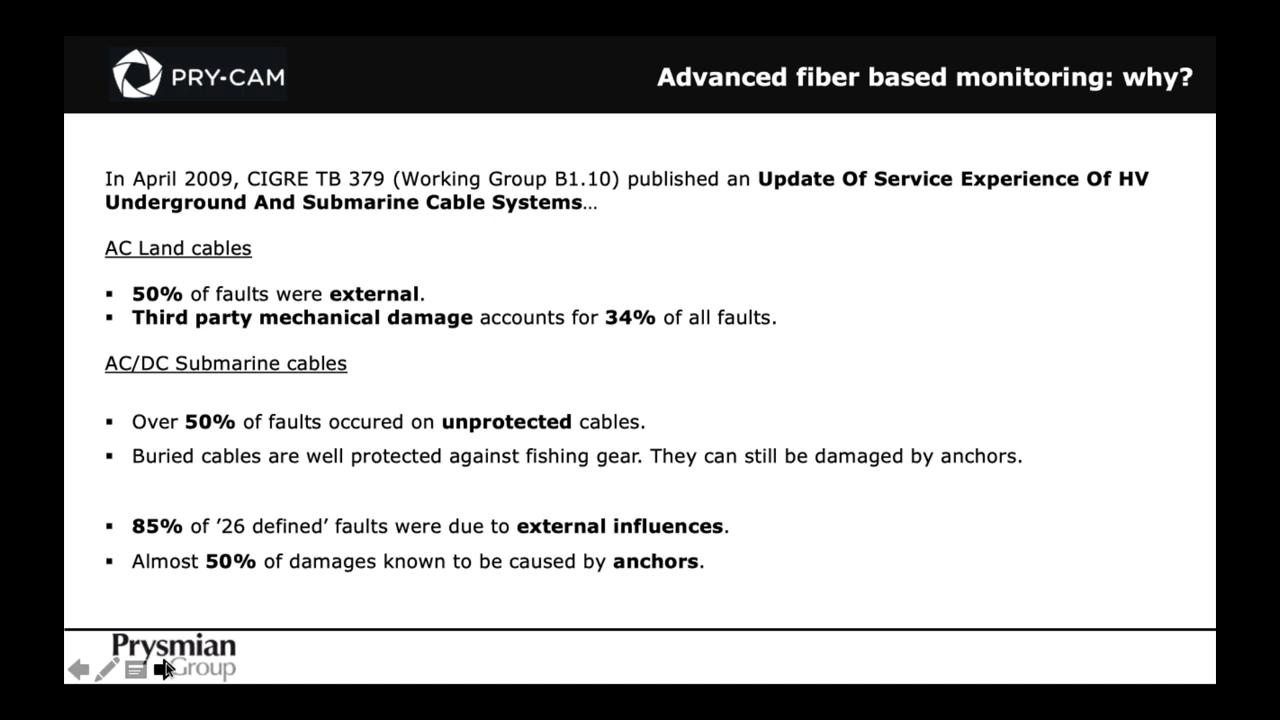 PRY-CAM
Advanced fiber based monitoring: why?
In April 2009, CIGRE TB 379 (Working Group B1.10) published an Update Of Service Experience Of HV
Underground And Submarine Cable Systems…
AC Land cables
▪ 50% of faults were external.
▪ Third party mechanical damage accounts for 34% of all faults.
AC/DC Submarine cables
▪ Over 50% of faults occured on unprotected cables.
▪ Buried cables are well protected against fishing gear. They can still be damaged by anchors.
▪ 85% of ’26 defined’ faults were due to external influences.
▪ Almost 50% of damages known to be caused by anchors.
Prysmian
Group